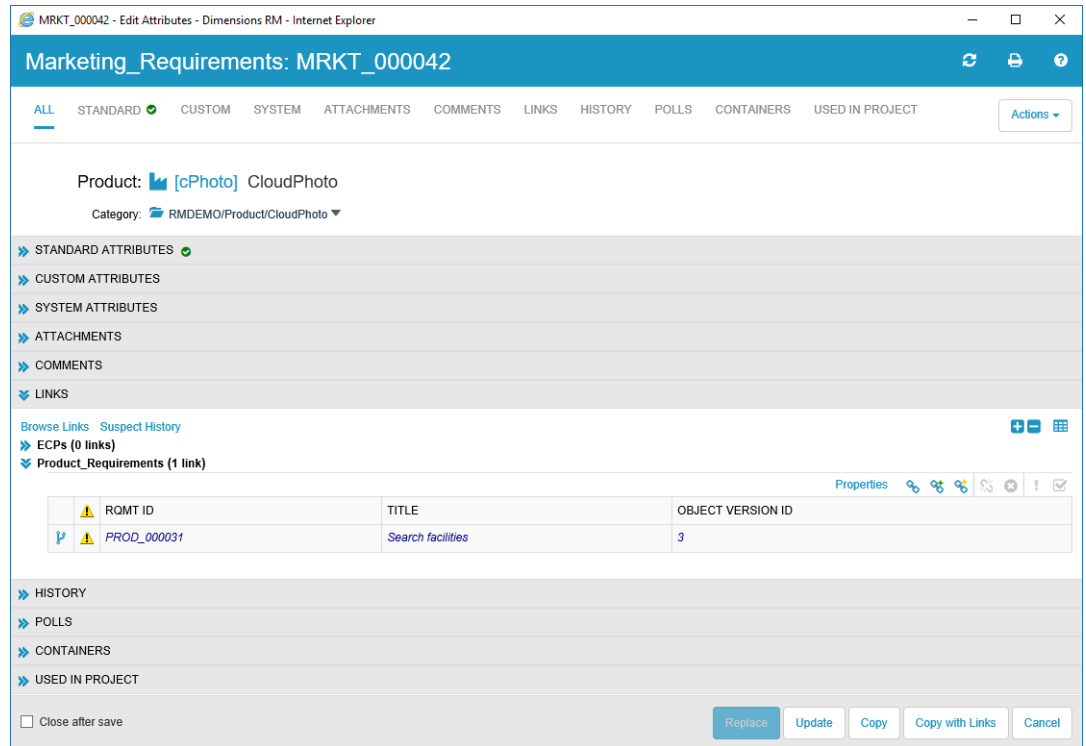 MRKT_000042 - Edit Attributes - Dimensions RM - Internet Explorer
Marketing_Requirements: MRKT_000042
ALL STANDARD CUSTOM SYSTEM ATTACHMENTS COMMENTS LINKS HISTORY POLLS CONTAINERS USED IN PROJECT Actions
Product: [cPhoto] CloudPhoto
Category: RMDEMO/Product/CloudPhoto
STANDARD ATTRIBUTES
CUSTOM ATTRIBUTES
SYSTEM ATTRIBUTES
ATTACHMENTS
COMMENTS
LINKS
Browse Links Suspect History
ECPs (0 links)
Product_Requirements (1 link)
Properties
RQMT ID TITLE OBJECT VERSION ID
PROD_000031 Search facilities 3
HISTORY
POLLS
CONTAINERS
USED IN PROJECT
Close after save Replace Update Copy Copy with Links Cancel